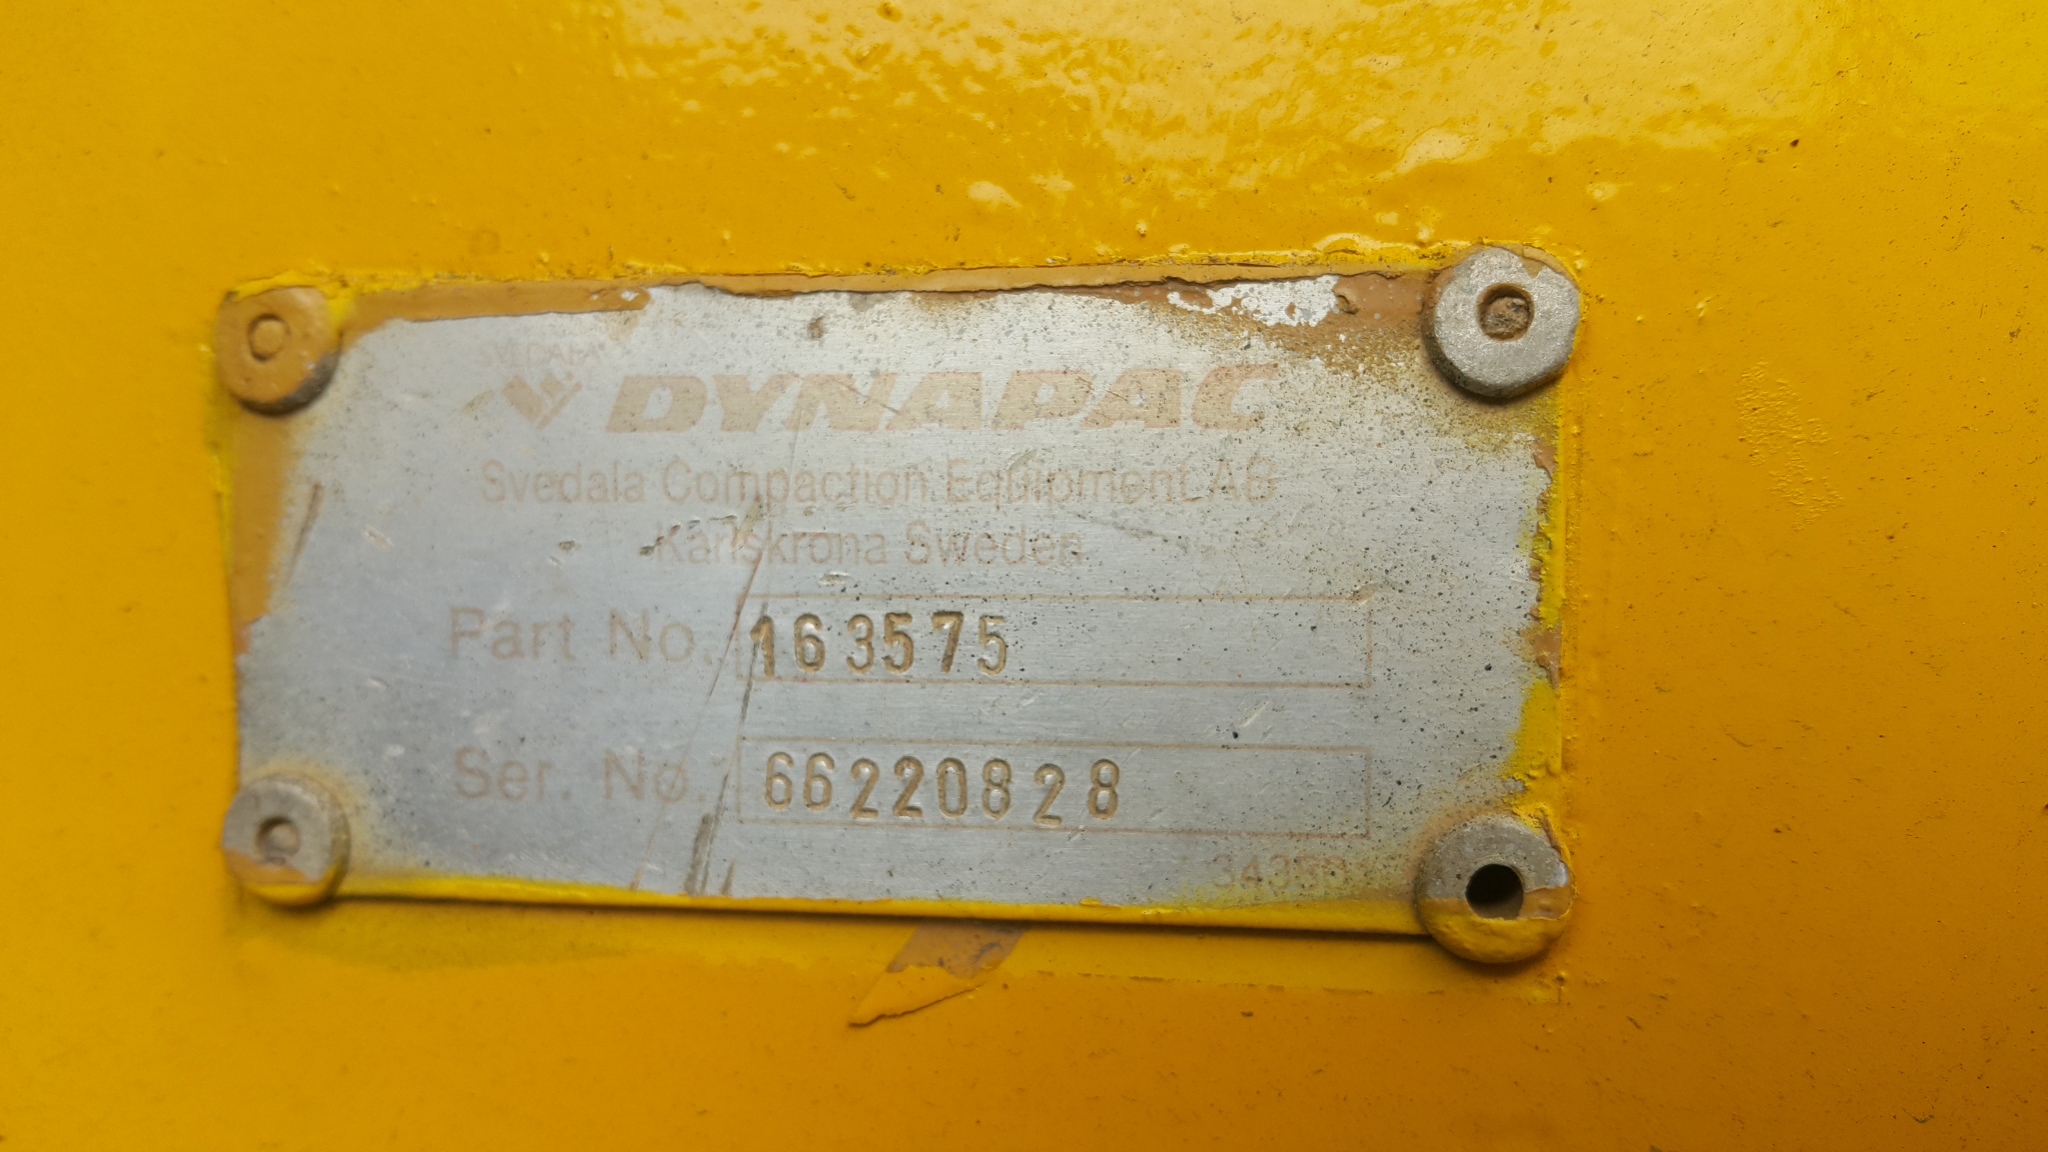 SVEDALA
DYNAPAC
Svedala Compaction Equipment AB
Karlskrona Sweden
Part No. 163575
Ser. No. 66220828